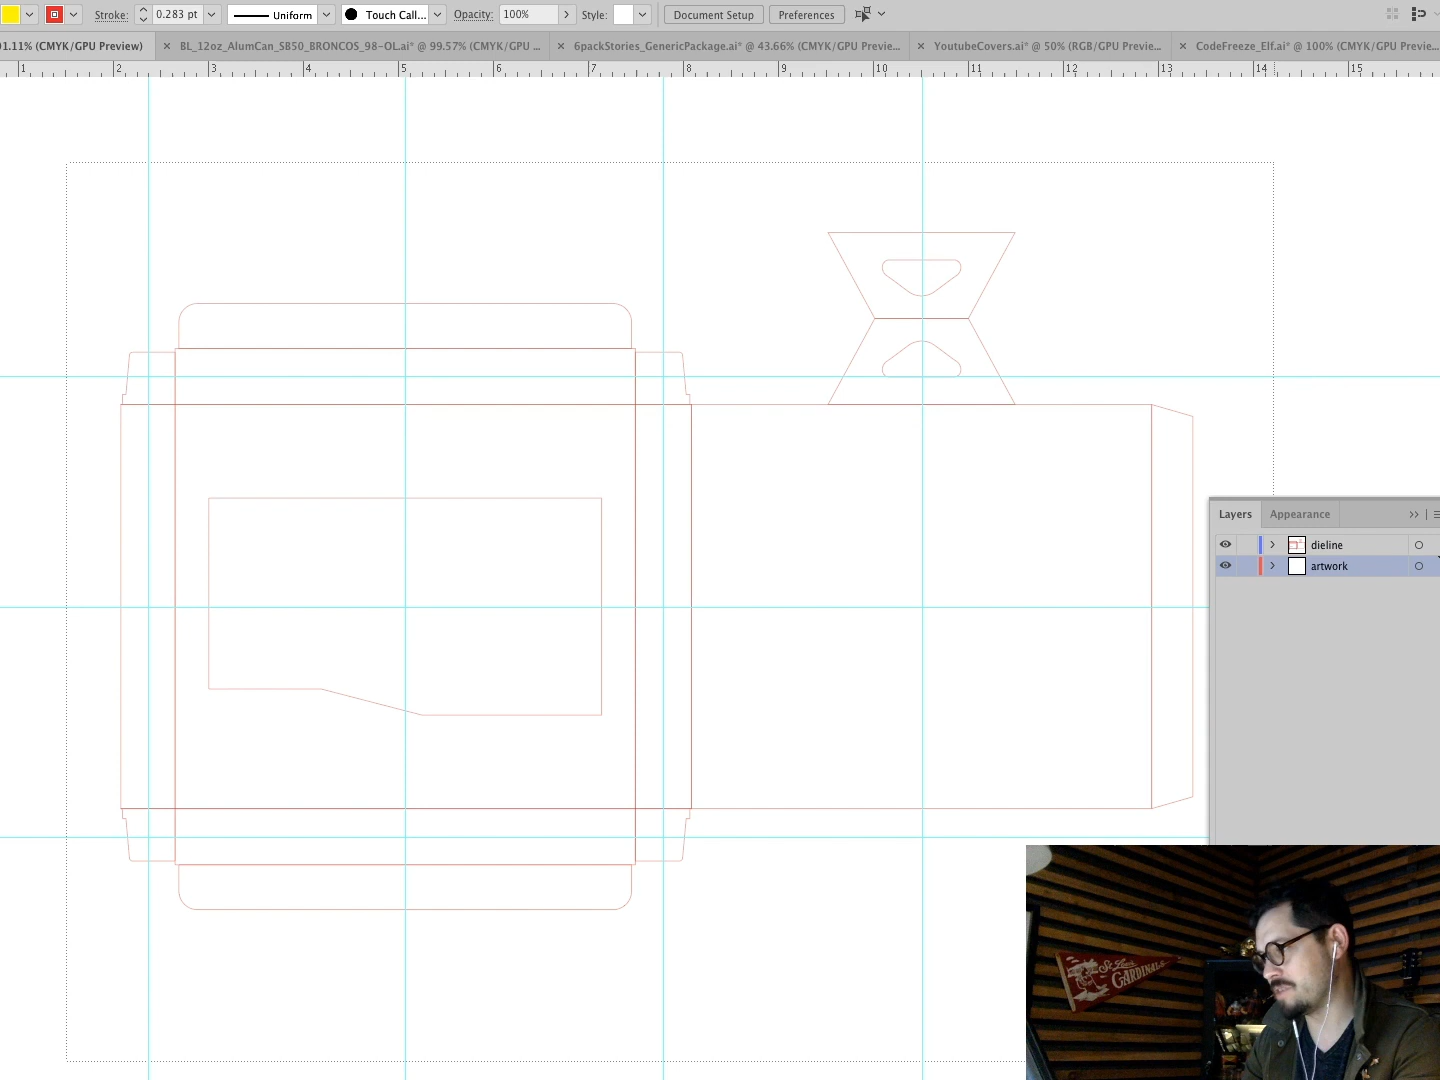 Stroke: 0.283 pt Uniform Touch Call... Opacity: 100% Style: Document Setup Preferences
01.11% (CMYK/GPU Preview) × BL_12oz_AlumCan_SB50_BRONCOS_98-OL.ai* @ 99.57% (CMYK/GPU ... × 6packStories_GenericPackage.ai* @ 43.66% (CMYK/GPU Previe... × YoutubeCovers.ai* @ 50% (RGB/GPU Previe... × CodeFreeze_Elf.ai* @ 100% (CMYK/GPU Previe...
1 2 3 4 5 6 7 8 9 10 11 12 13 14 15
Layers Appearance
dieline
artwork
St. Louis
CARDINALS